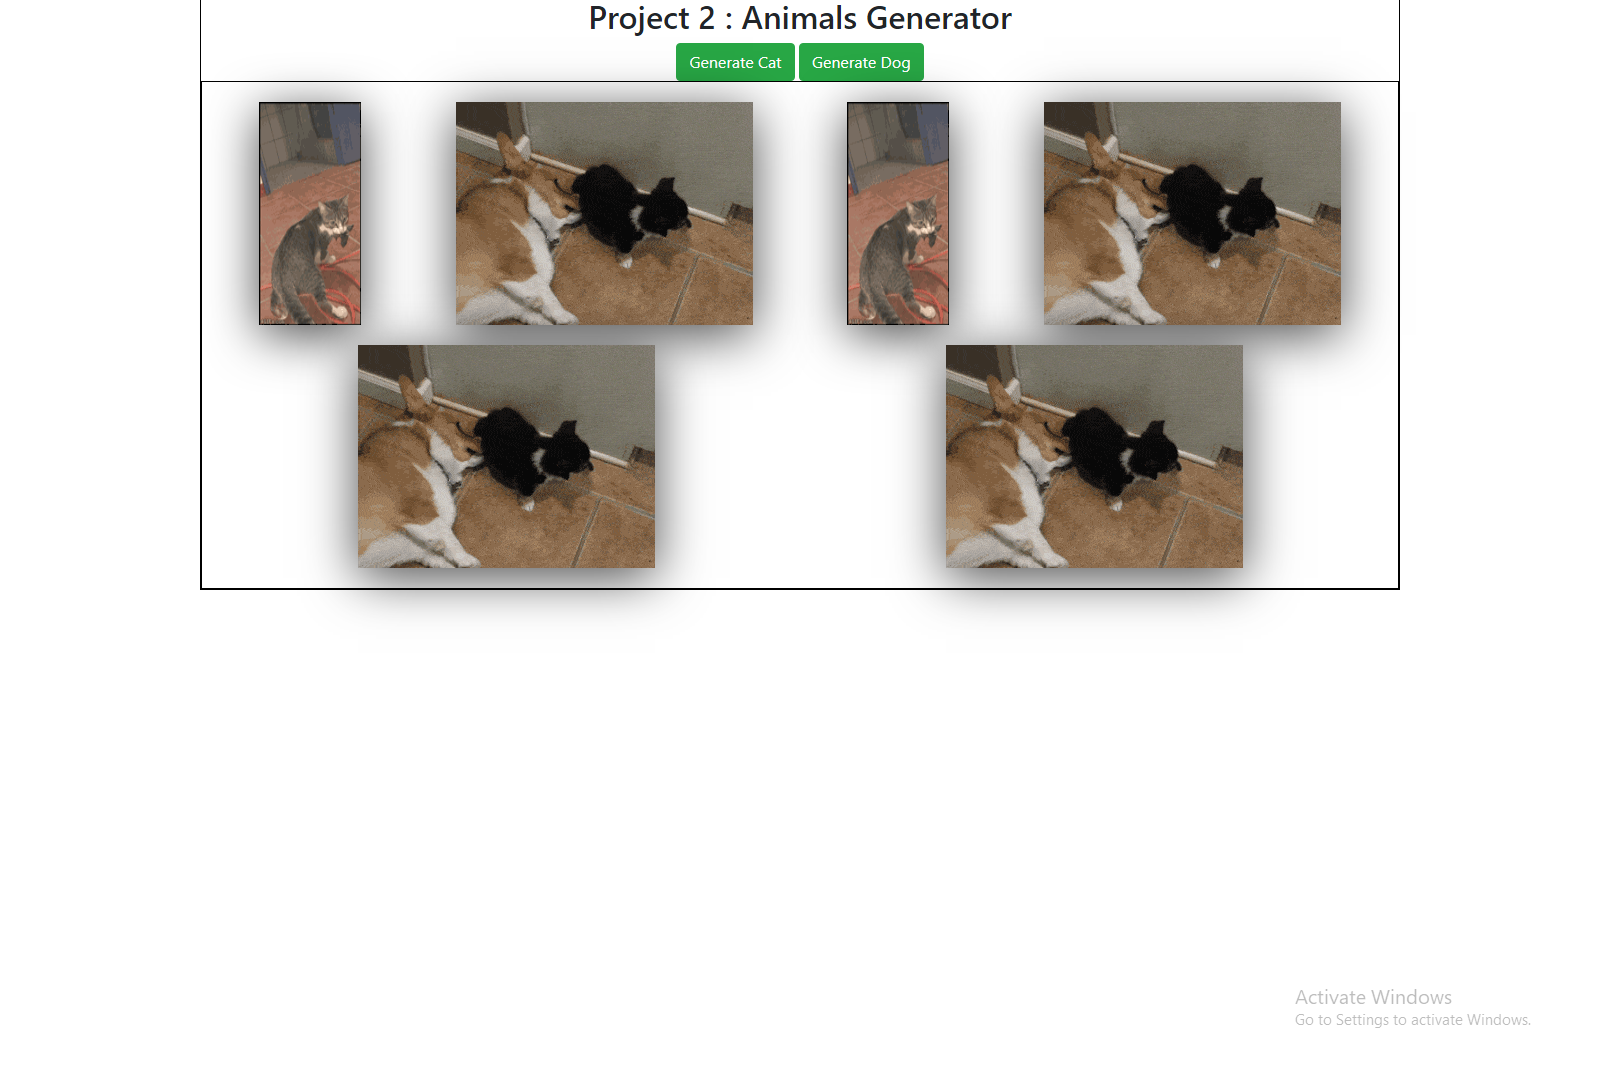 Project 2 : Animals Generator
Generate Cat Generate Dog
Activate Windows
Go to Settings to activate Windows.